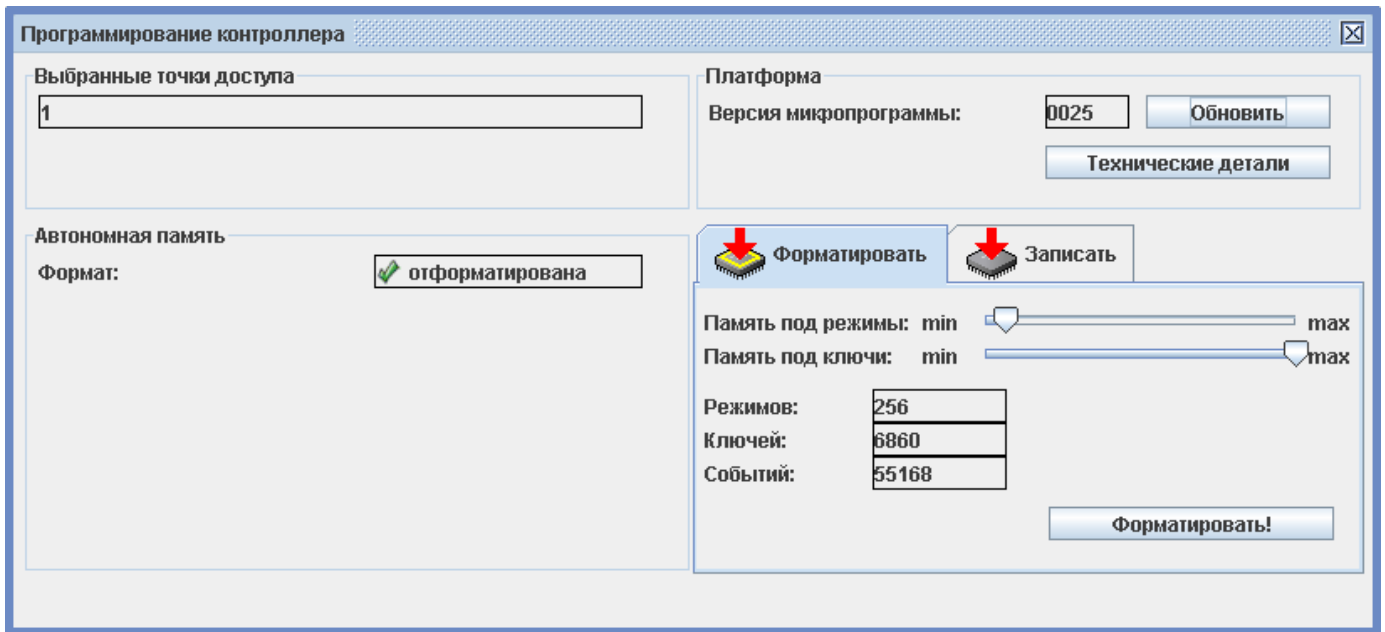 Программирование контроллера
Выбранные точки доступа
1
Платформа
Версия микропрограммы: 0025 Обновить
Технические детали
Автономная память
Формат: отформатирована
Форматировать Записать
Память под режимы: min max
Память под ключи: min max
Режимов: 256
Ключей: 6860
Событий: 55168
Форматировать!